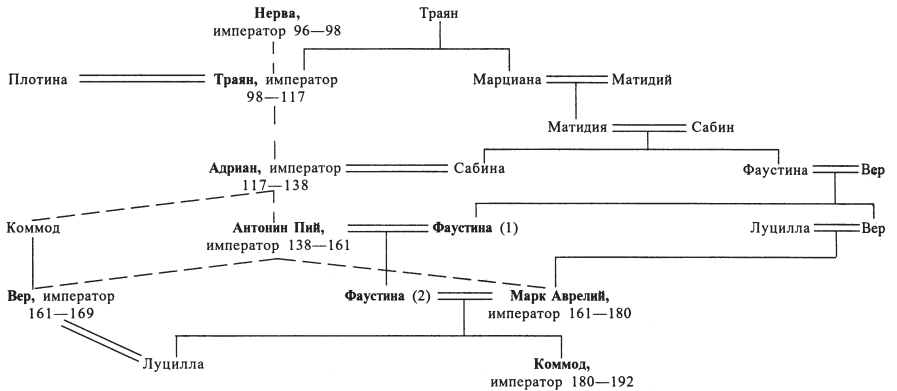 Нерва,
император 96—98
Траян
Плотина
Траян, император
98—117
Марциана
Матидий
Матидия
Сабин
Адриан, император
117—138
Сабина
Фаустина
Вер
Коммод
Антонин Пий,
император 138—161
Фаустина (1)
Луцилла
Вер
Вер, император
161—169
Фаустина (2)
Марк Аврелий,
император 161—180
Луцилла
Коммод,
император 180—192